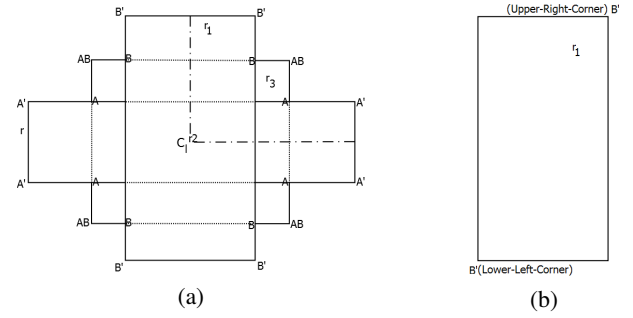 B' B'
r1
AB B B AB
r3
A' A A A'
r C r2
l
A' A A A'
AB B B AB
B' B'
(a)
(Upper-Right-Corner) B'
r1
B'(Lower-Left-Corner)
(b)